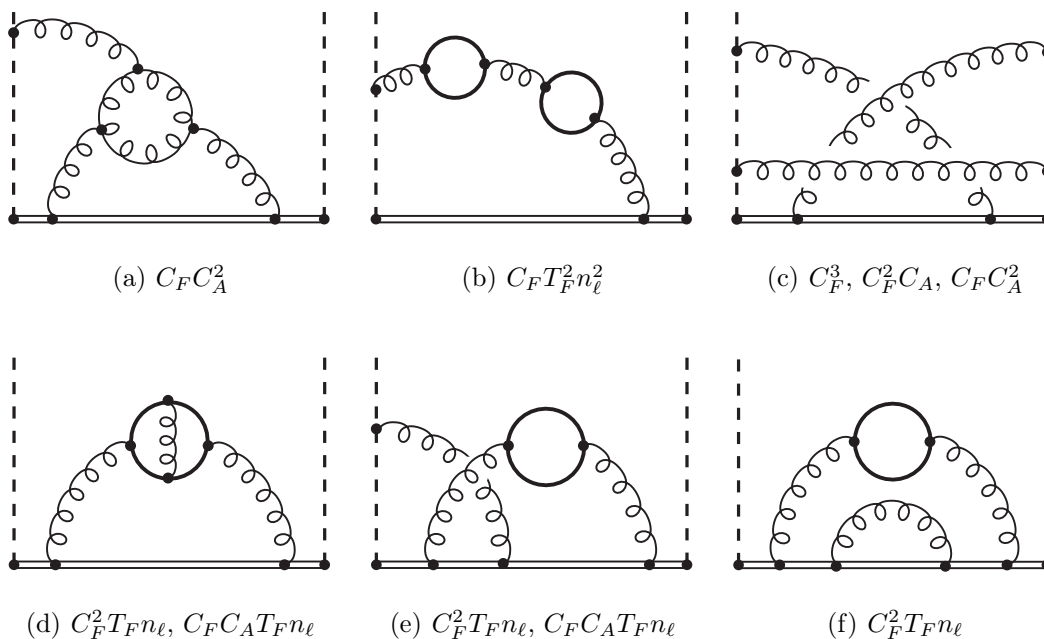 (a) $C_F C_A^2$
(b) $C_F T_F^2 n_\ell^2$
(c) $C_F^3$, $C_F^2 C_A$, $C_F C_A^2$
(d) $C_F^2 T_F n_\ell$, $C_F C_A T_F n_\ell$
(e) $C_F^2 T_F n_\ell$, $C_F C_A T_F n_\ell$
(f) $C_F^2 T_F n_\ell$